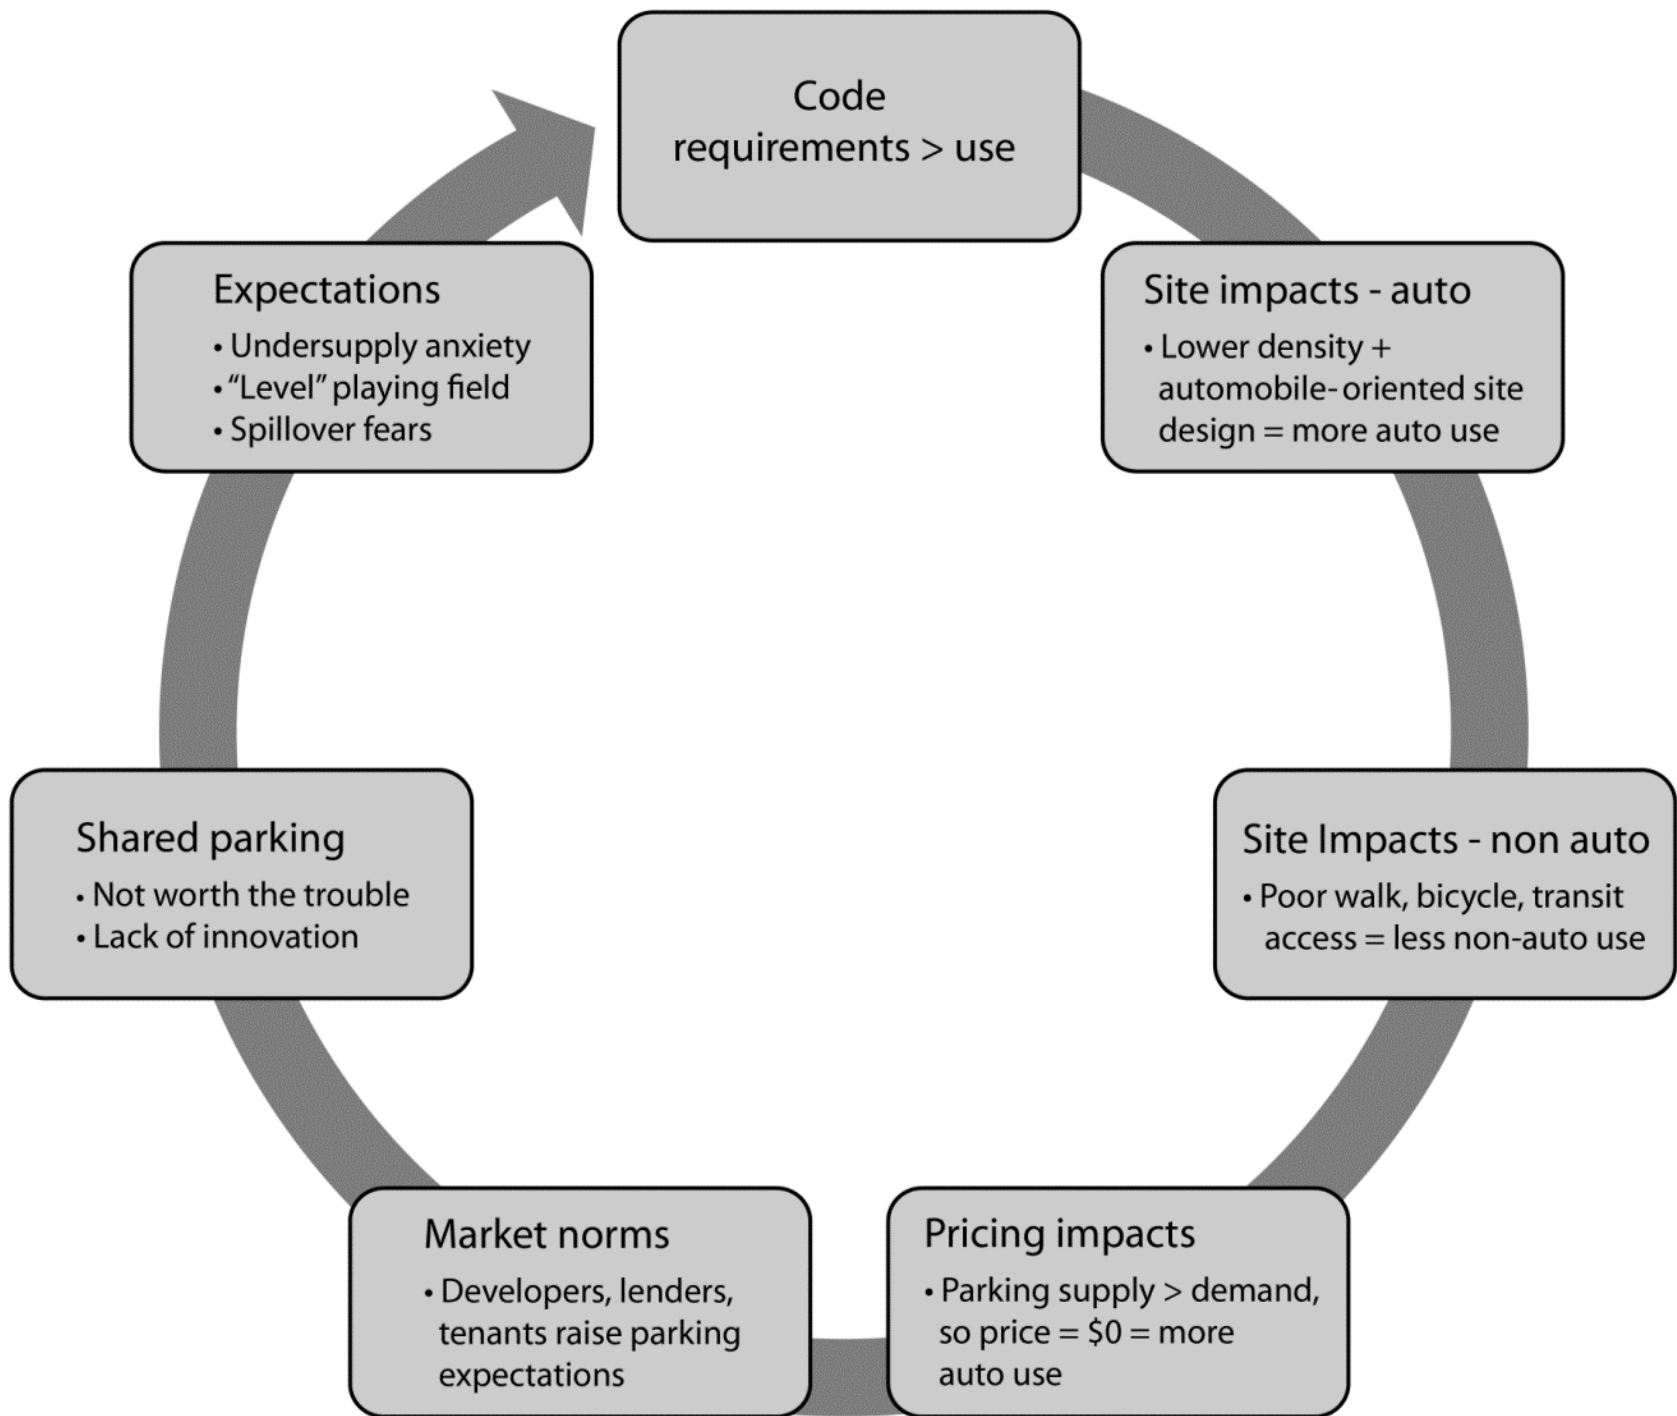 Code
requirements > use
Site impacts - auto
• Lower density +
automobile-oriented site
design = more auto use
Site Impacts - non auto
• Poor walk, bicycle, transit
access = less non-auto use
Pricing impacts
• Parking supply > demand,
so price = $0 = more
auto use
Market norms
• Developers, lenders,
tenants raise parking
expectations
Shared parking
• Not worth the trouble
• Lack of innovation
Expectations
• Undersupply anxiety
• “Level” playing field
• Spillover fears